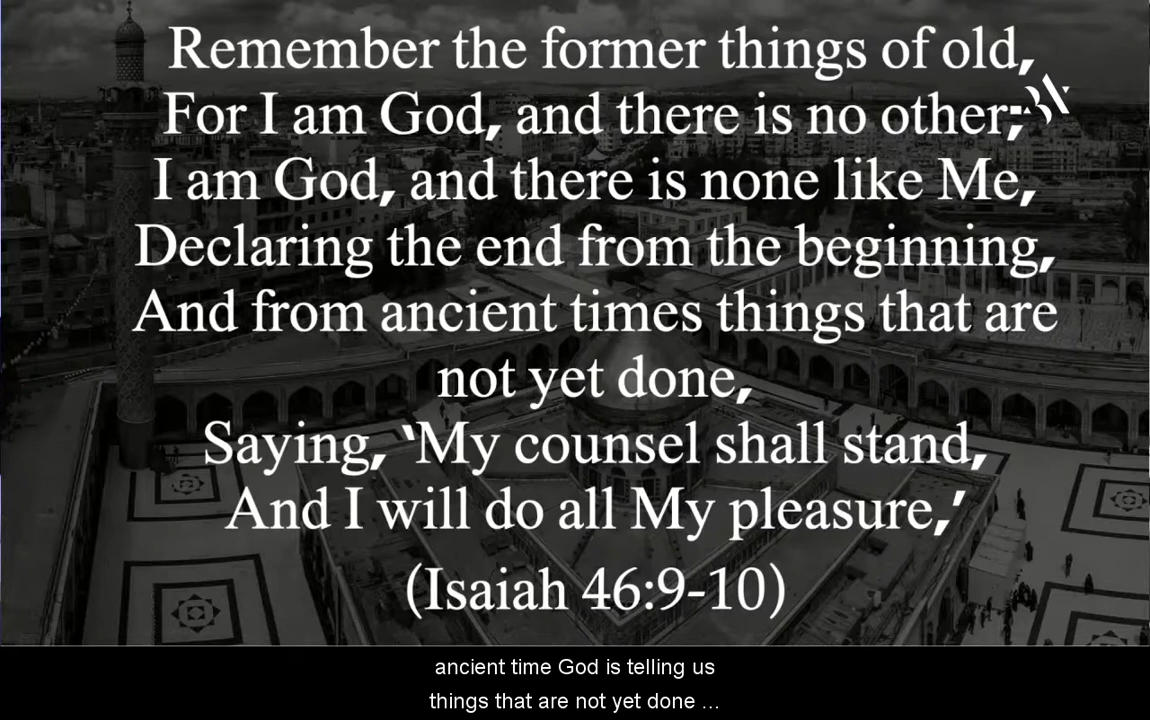 Remember the former things of old,
For I am God, and there is no other;
I am God, and there is none like Me,
Declaring the end from the beginning,
And from ancient times things that are
not yet done,
Saying, ‘My counsel shall stand,
And I will do all My pleasure,’
(Isaiah 46:9-10)
ancient time God is telling us
things that are not yet done ...